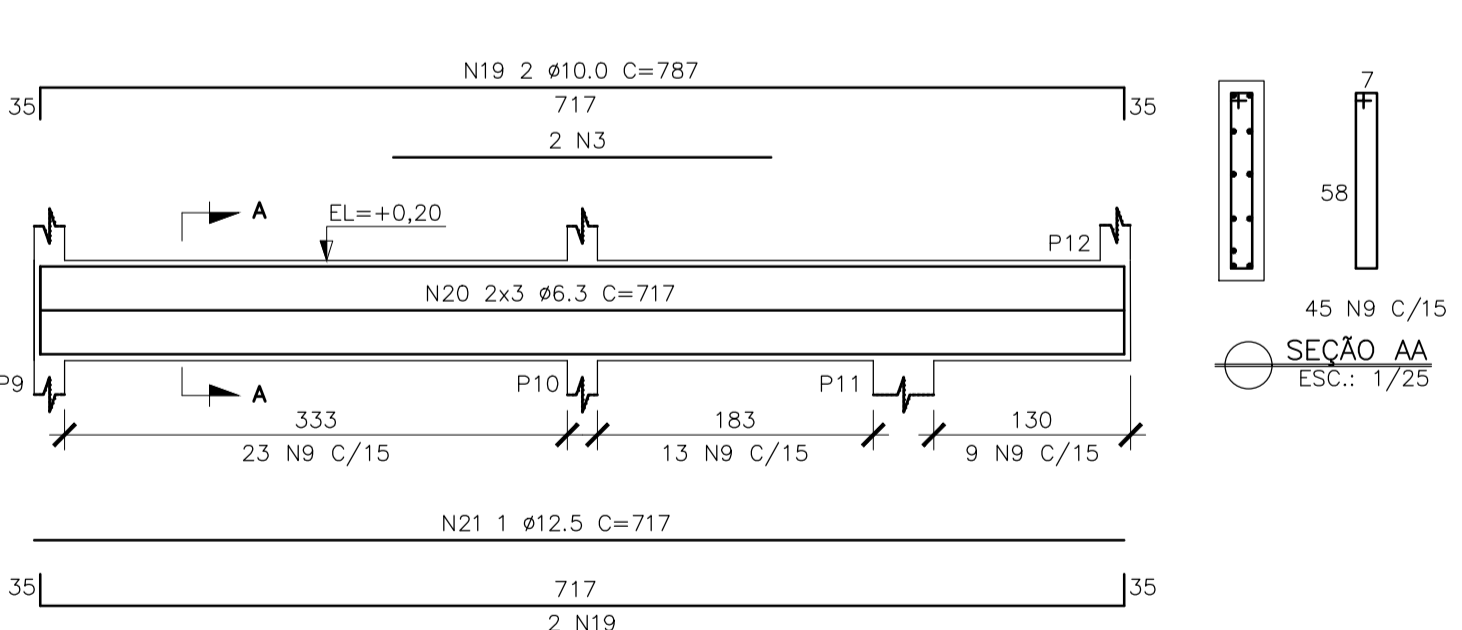 N19 2 ø10.0 C=787
35 717 35
2 N3
7
58
A EL=+0,20
P12
N20 2x3 ø6.3 C=717
45 N9 C/15
SEÇÃO AA
ESC.: 1/25
P9 A P10 P11
333 183 130
23 N9 C/15 13 N9 C/15 9 N9 C/15
N21 1 ø12.5 C=717
35 717 35
2 N19